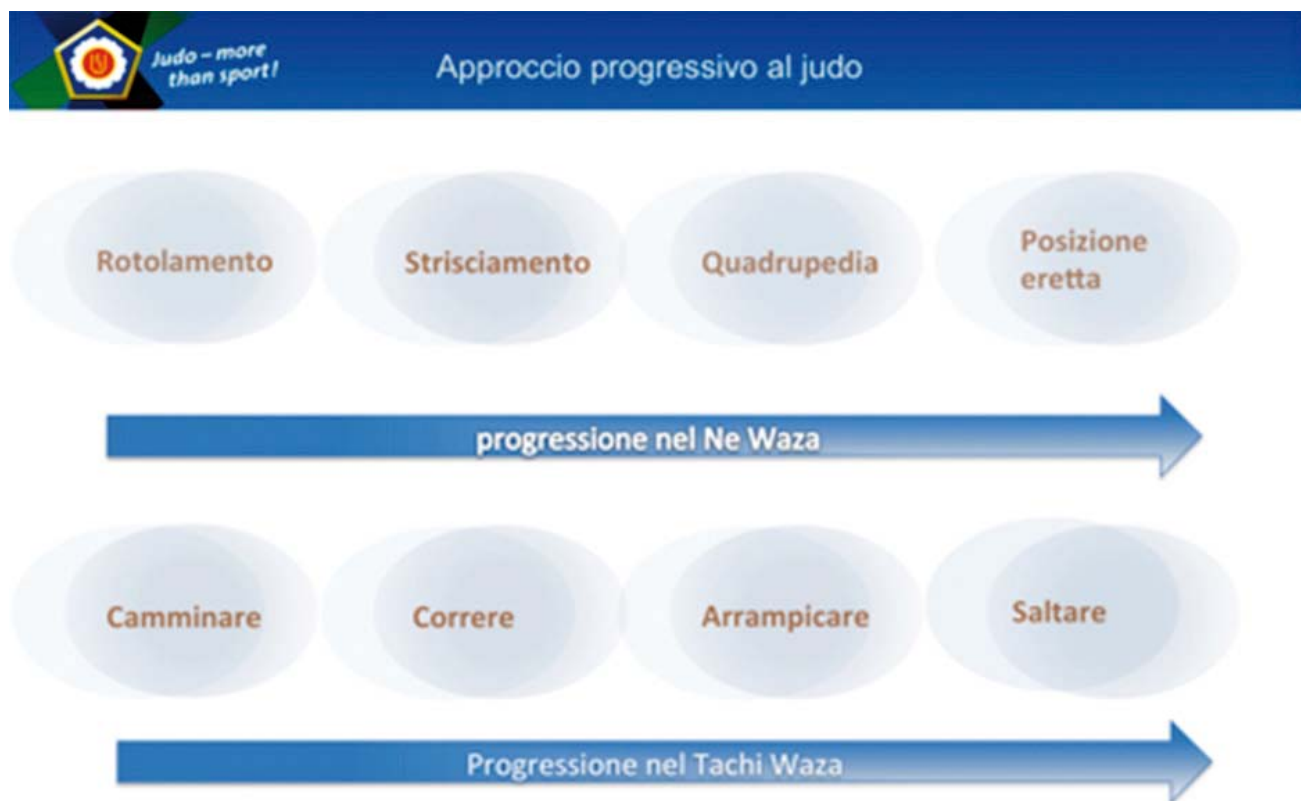 Judo – more
than sport!
Approccio progressivo al judo
Rotolamento
Strisciamento
Quadrupedia
Posizione
eretta
progressione nel Ne Waza
Camminare
Correre
Arrampicare
Saltare
Progressione nel Tachi Waza